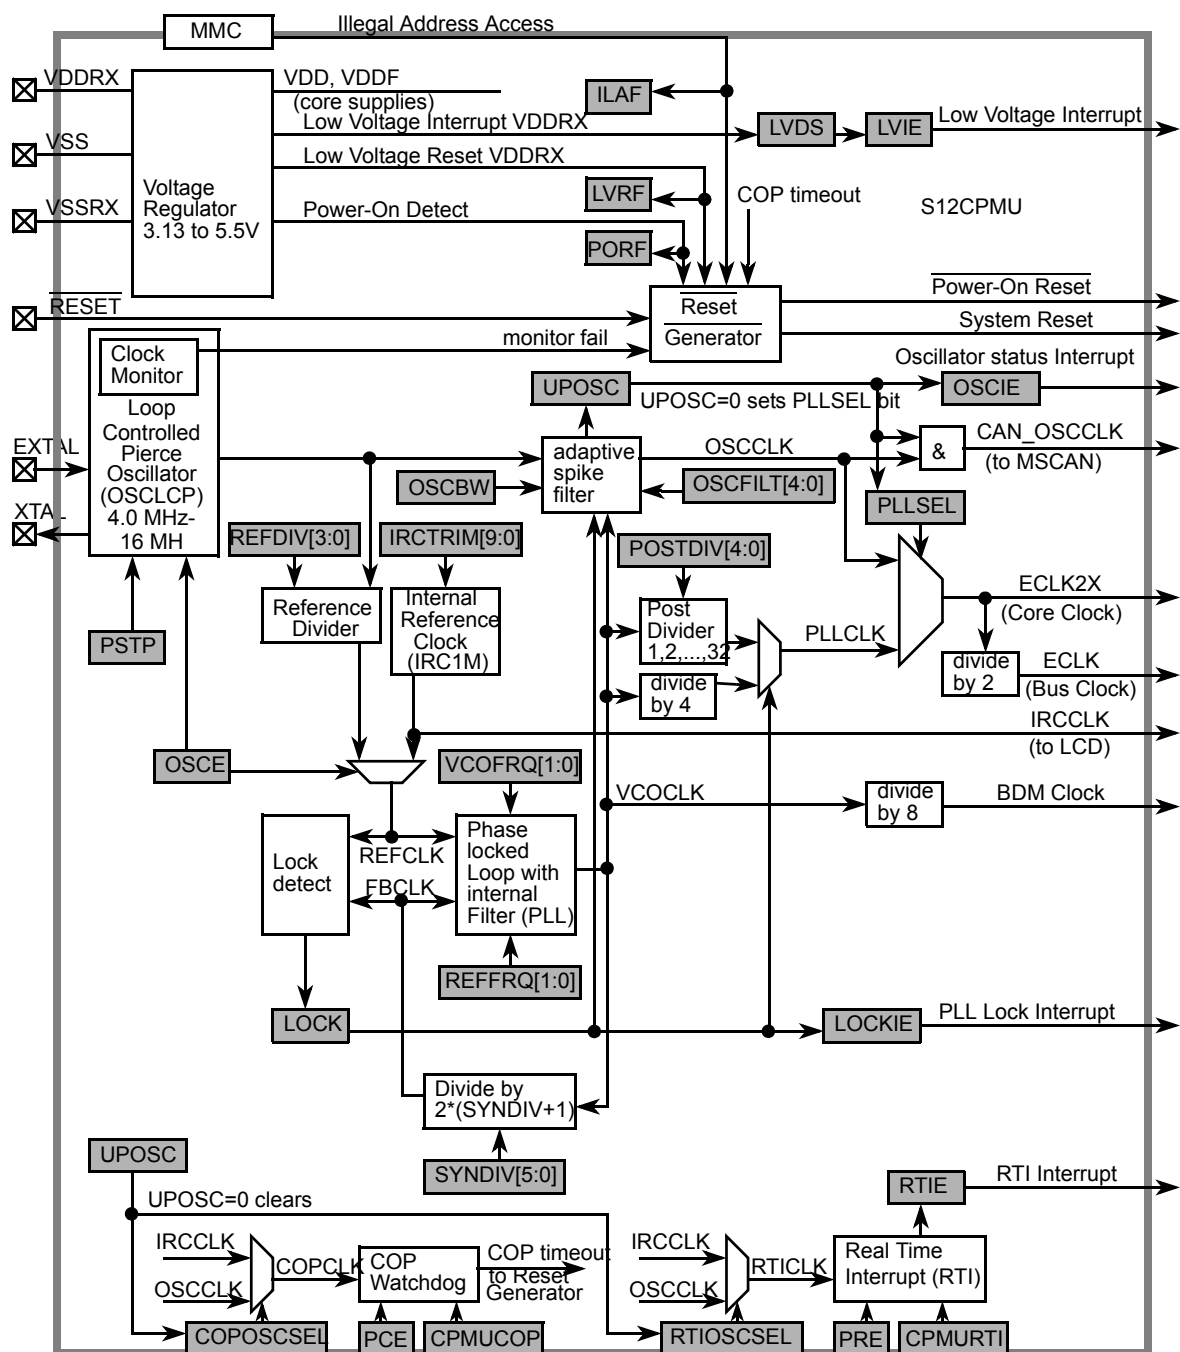 MMC
Illegal Address Access
VDDRX
VDD, VDDF
(core supplies)
ILAF
Low Voltage Interrupt VDDRX
LVDS
LVIE
Low Voltage Interrupt
VSS
Low Voltage Reset VDDRX
Voltage
Regulator
3.13 to 5.5V
LVRF
COP timeout
S12CPMU
VSSRX
Power-On Detect
PORF
RESET
Reset
Generator
Power-On Reset
System Reset
monitor fail
Clock
Monitor
Oscillator status Interrupt
UPOSC
OSCIE
UPOSC=0 sets PLLSEL bit
Loop
Controlled
Pierce
Oscillator
(OSCLCP)
4.0 MHz-
16 MH
EXTAL
XTAL
adaptive
spike
filter
OSCCLK
&
CAN_OSCCLK
(to MSCAN)
OSCBW
OSCFILT[4:0]
PLLSEL
REFDIV[3:0]
IRCTRIM[9:0]
POSTDIV[4:0]
Reference
Divider
Internal
Reference
Clock
(IRC1M)
Post
Divider
1,2,...,32
PLLCLK
ECLK2X
(Core Clock)
PSTP
divide
by 4
divide
by 2
ECLK
(Bus Clock)
IRCCLK
(to LCD)
OSCE
VCOFRQ[1:0]
VCOCLK
divide
by 8
BDM Clock
Lock
detect
REFCLK
FBCLK
Phase
locked
Loop with
internal
Filter (PLL)
REFFRQ[1:0]
LOCK
LOCKIE
PLL Lock Interrupt
Divide by
2*(SYNDIV+1)
SYNDIV[5:0]
UPOSC
UPOSC=0 clears
RTIE
RTI Interrupt
IRCCLK
OSCCLK
COPCLK
COP
Watchdog
COP timeout
to Reset
Generator
IRCCLK
OSCCLK
RTICLK
Real Time
Interrupt (RTI)
COPOSCSEL
PCE
CPMUCOP
RTIOSCSEL
PRE
CPMURTI